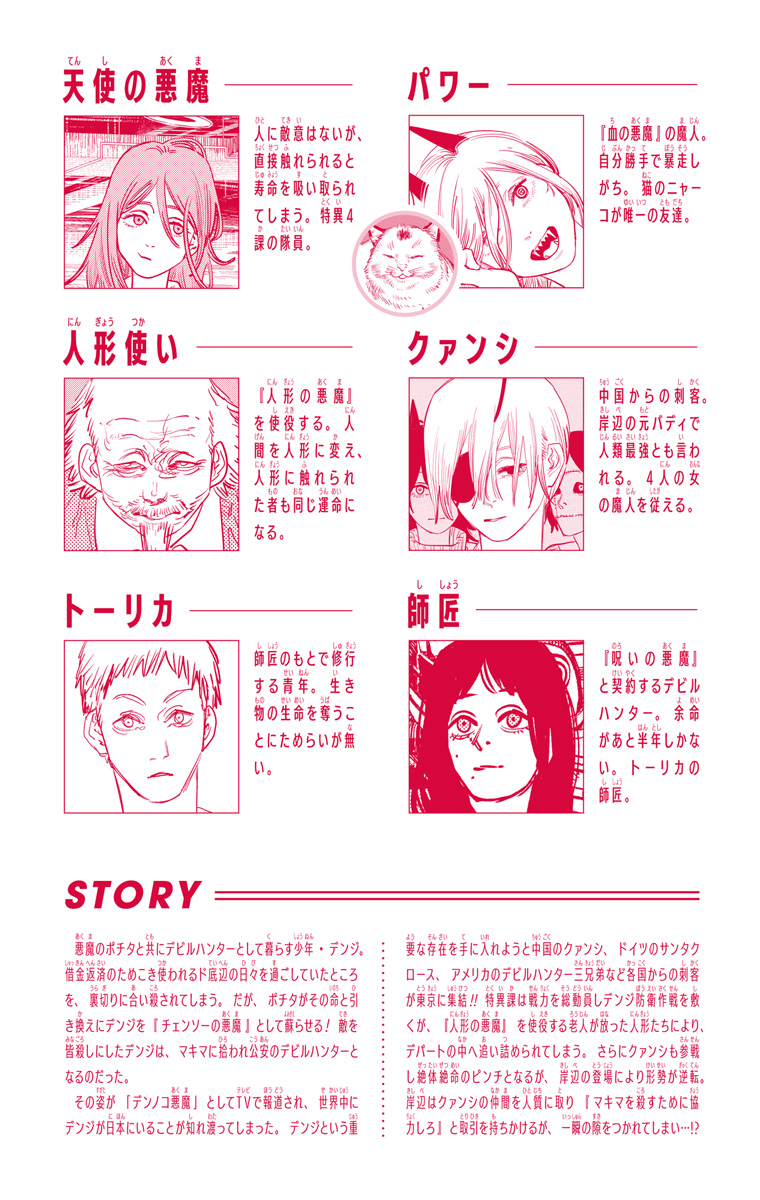 天使の悪魔
人に敵意はないが、
直接触れられると
寿命を吸い取られ
てしまう。特異4
課の隊員。
パワー
『血の悪魔』の魔人。
自分勝手で暴走し
がち。猫のニャー
コが唯一の友達。
人形使い
『人形の悪魔』
を使役する。人
間を人形に変え、
人形に触れられ
た者も同じ運命に
なる。
クァンシ
中国からの刺客。
岸辺の元バディで
人類最強とも言わ
れる。4人の女
の魔人を従える。
トーリカ
師匠のもとで修行
する青年。生き
物の生命を奪うこ
とにためらいが無
い。
師匠
『呪いの悪魔』
と契約するデビル
ハンター。余命
があと半年しかな
い。トーリカの
師匠。
STORY
悪魔のポチタと共にデビルハンターとして暮らす少年・デンジ。
借金返済のためこき使われるド底辺の日々を過ごしていたところ
を、裏切りに合い殺されてしまう。だが、ポチタがその命と引
き換えにデンジを『チェンソーの悪魔』として蘇らせる!敵を
皆殺しにしたデンジは、マキマに拾われ公安のデビルハンターと
なるのだった。
その姿が「デンノコ悪魔」としてTVで報道され、世界中に
デンジが日本にいることが知れ渡ってしまった。デンジという重
要な存在を手に入れようと中国のクァンシ、ドイツのサンタク
ロース、アメリカのデビルハンター三兄弟など各国からの刺客
が東京に集結!!特異課は戦力を総動員しデンジ防衛作戦を敷
くが、『人形の悪魔』を使役する老人が放った人形たちにより、
デパートの中へ追い詰められてしまう。さらにクァンシも参戦
し絶体絶命のピンチとなるが、岸辺の登場により形勢が逆転。
岸辺はクァンシの仲間を人質に取り『マキマを殺すために協
力しろ』と取引を持ちかけるが、一瞬の隙をつかれてしまい…!?